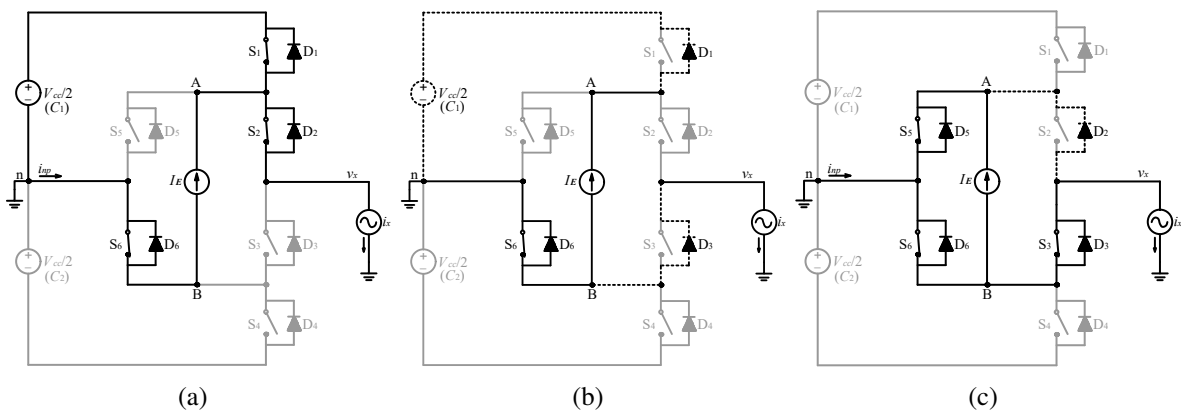 S1 D1
A
Vcc/2
(C1)
S5 D5
S2 D2
n inp
IE
vx
ix
S6 D6
S3 D3
Vcc/2
(C2)
B
S4 D4
(a)
S1 D1
A
Vcc/2
(C1)
S5 D5
S2 D2
n
IE
vx
ix
S6 D6
S3 D3
Vcc/2
(C2)
B
S4 D4
(b)
S1 D1
A
Vcc/2
(C1)
S5 D5
S2 D2
n inp
IE
vx
ix
S6 D6
S3 D3
Vcc/2
(C2)
B
S4 D4
(c)